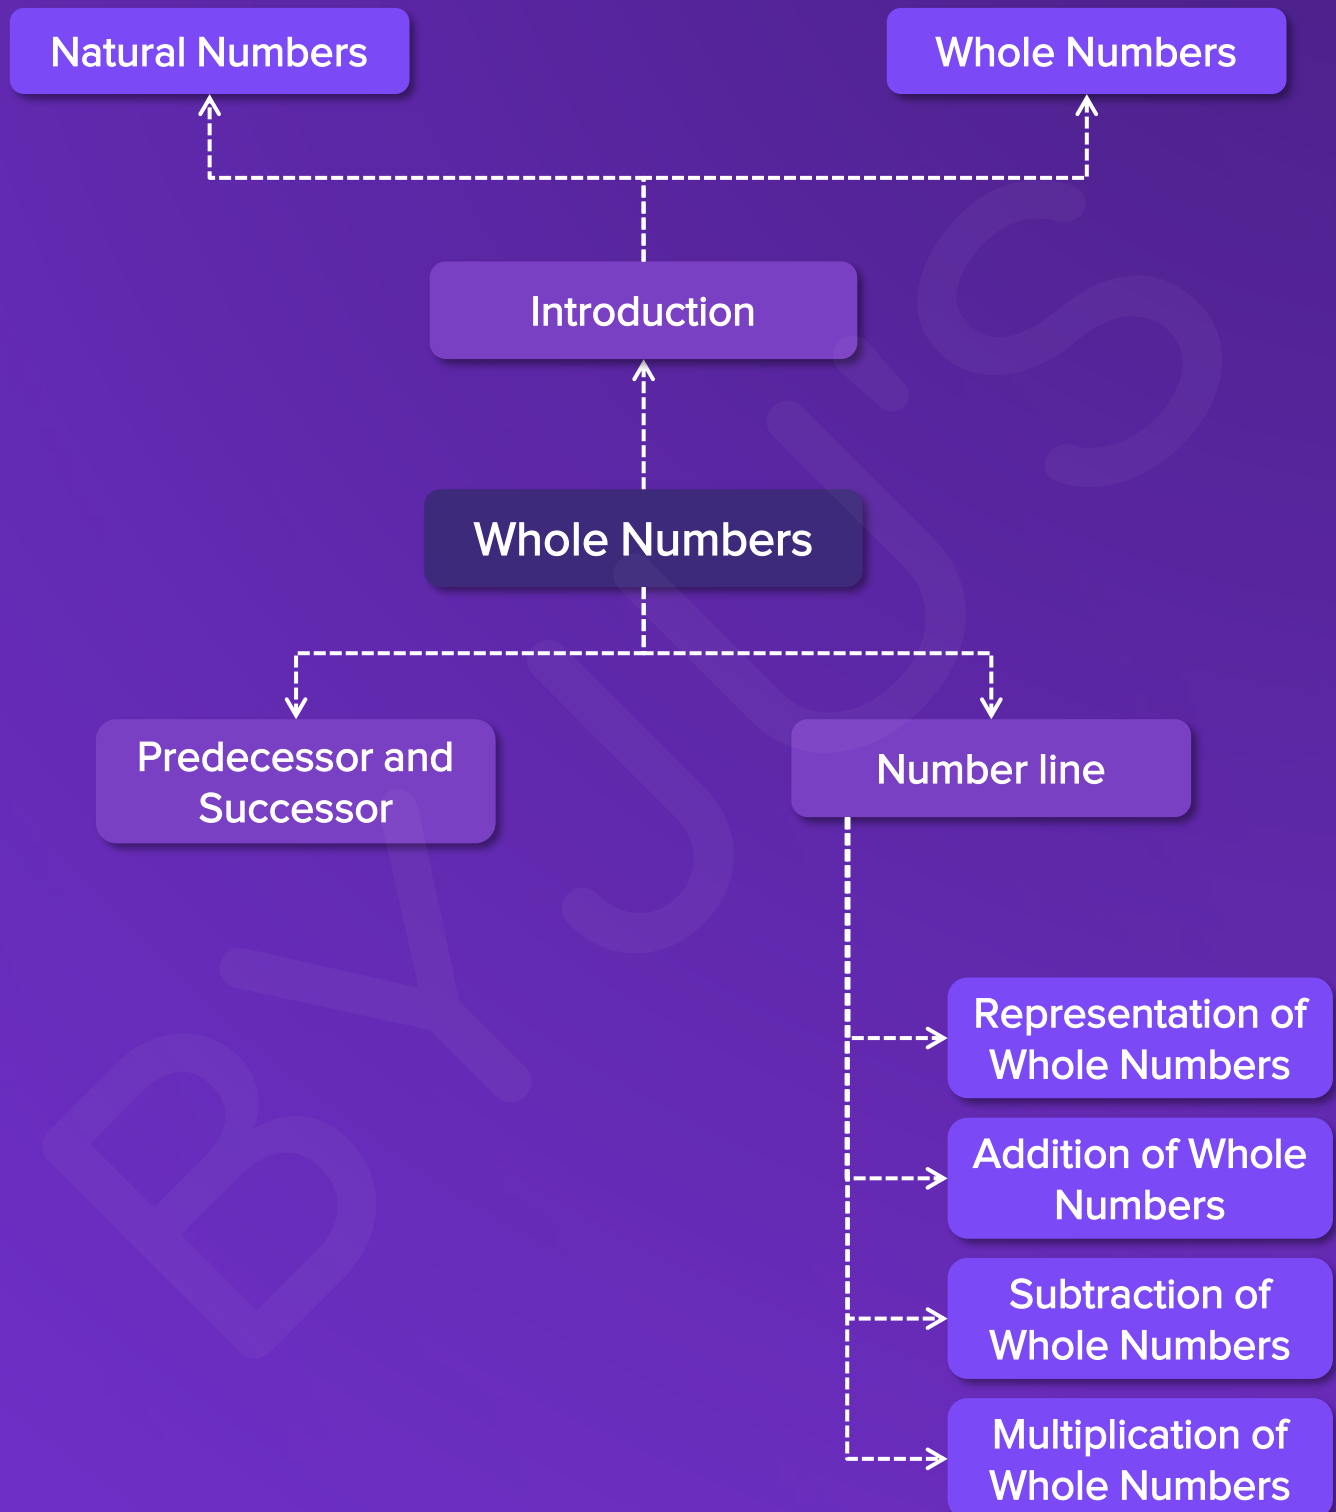 Natural Numbers
Whole Numbers
Introduction
Whole Numbers
Predecessor and
Successor
Number line
Representation of
Whole Numbers
Addition of Whole
Numbers
Subtraction of
Whole Numbers
Multiplication of
Whole Numbers
BYJU'S